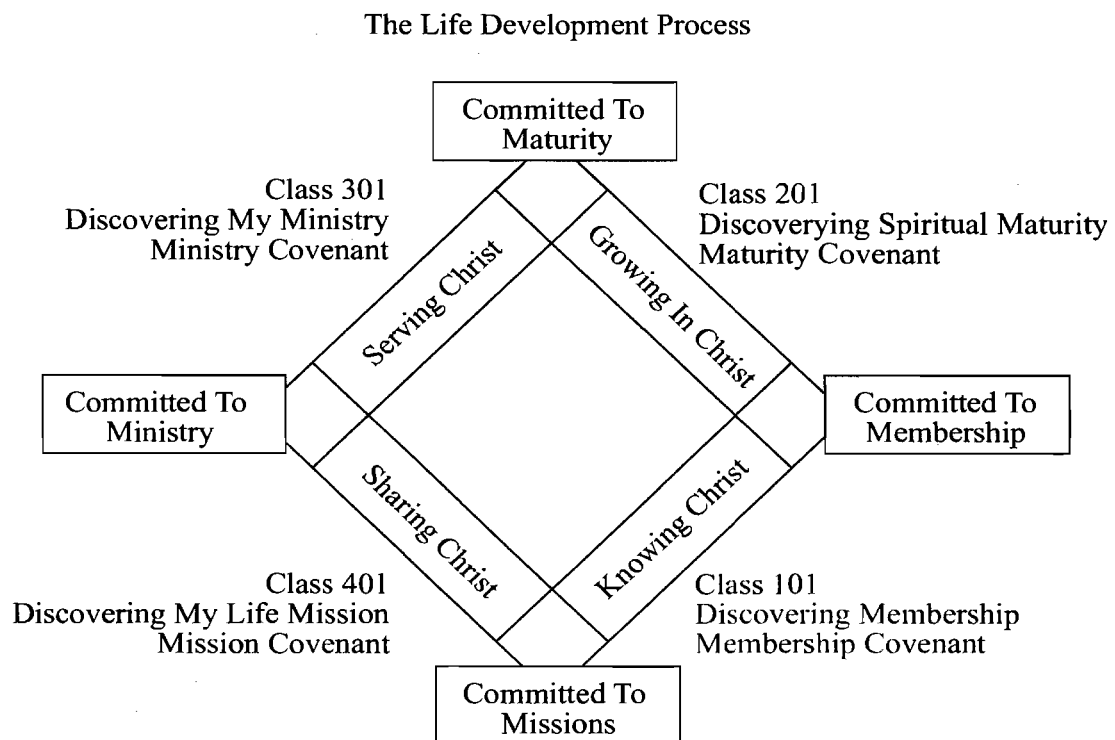 The Life Development Process
Committed To
Maturity
Class 301
Discovering My Ministry
Ministry Covenant
Class 201
Discoverying Spiritual Maturity
Maturity Covenant
Serving Christ
Growing In Christ
Committed To
Ministry
Committed To
Membership
Sharing Christ
Knowing Christ
Class 401
Discovering My Life Mission
Mission Covenant
Class 101
Discovering Membership
Membership Covenant
Committed To
Missions